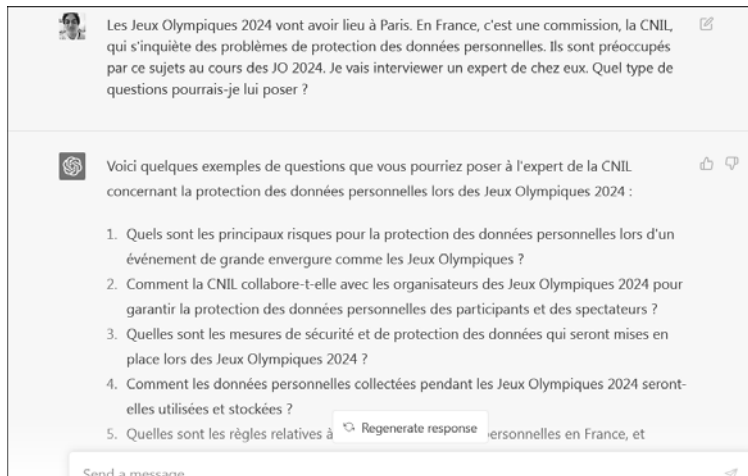 Les Jeux Olympiques 2024 vont avoir lieu à Paris. En France, c'est une commission, la CNIL,
qui s'inquiète des problèmes de protection des données personnelles. Ils sont préoccupés
par ce sujets au cours des JO 2024. Je vais interviewer un expert de chez eux. Quel type de
questions pourrais-je lui poser ?
Voici quelques exemples de questions que vous pourriez poser à l'expert de la CNIL
concernant la protection des données personnelles lors des Jeux Olympiques 2024 :
1. Quels sont les principaux risques pour la protection des données personnelles lors d'un
événement de grande envergure comme les Jeux Olympiques ?
2. Comment la CNIL collabore-t-elle avec les organisateurs des Jeux Olympiques 2024 pour
garantir la protection des données personnelles des participants et des spectateurs ?
3. Quelles sont les mesures de sécurité et de protection des données qui seront mises en
place lors des Jeux Olympiques 2024 ?
4. Comment les données personnelles collectées pendant les Jeux Olympiques 2024 seront-
elles utilisées et stockées ?
5. Quelles sont les règles relatives à Regenerate response ersonnelles en France, et
Send a message